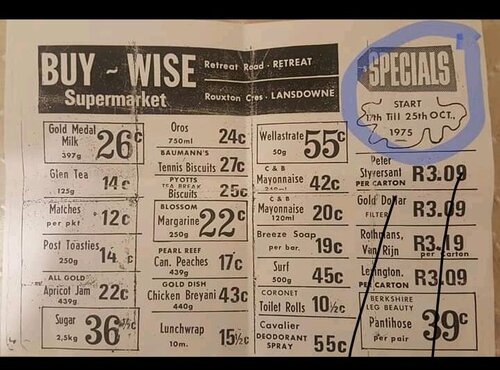 BUY ~ WISE
Supermarket
Retreat Road · RETREAT
Rouxton Cres · LANSDOWNE
SPECIALS
START
17th Till 25th OCT.,
1975
Gold Medal
Milk
397g
26c
Glen Tea
125g
14c
Matches
per pkt
12c
Post Toasties
250g
14c
ALL GOLD
Apricot Jam
439g
22c
Sugar
2,5kg
36½c
Oros
750ml
24c
BAUMANN'S
Tennis Biscuits
27c
PYOTTS
TEA BREAK
Biscuits
25c
BLOSSOM
Margarine
250g
22c
PEARL REEF
Can. Peaches
439g
17c
GOLD DISH
Chicken Breyani
440g
43c
Lunchwrap
10m.
15½c
Wellastrate
50g
55c
C & B
Mayonnaise
42c
C & B
Mayonnaise
120ml
20c
Breeze Soap
per bar.
19c
Surf
500g
45c
CORONET
Toilet Rolls
10½c
Cavalier
DEODORANT
SPRAY
55c
Peter
Styvesant
PER CARTON
R3.09
Gold Dollar
FILTER
R3.09
Rothmans,
Van Rijn
R3.19
per Carton
Lexington.
PER CARTON
R3.09
BERKSHIRE
LEG BEAUTY
Pantihose
per pair
39c